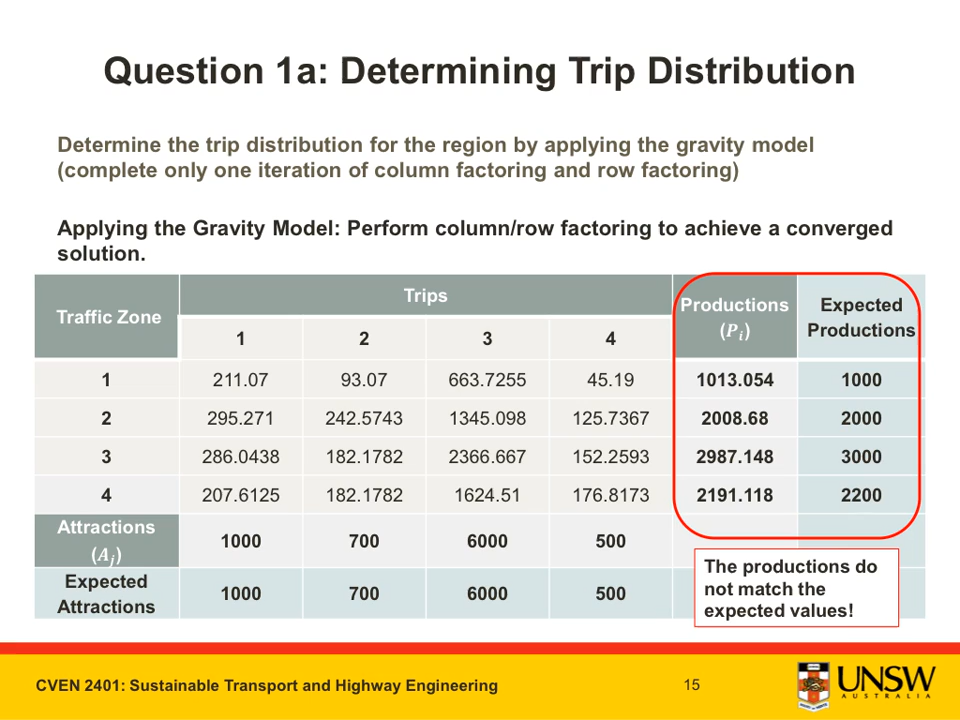 Question 1a: Determining Trip Distribution
Determine the trip distribution for the region by applying the gravity model
(complete only one iteration of column factoring and row factoring)
Applying the Gravity Model: Perform column/row factoring to achieve a converged
solution.
Traffic Zone Trips Productions (𝑷𝒊) Expected Productions
1 2 3 4
1 211.07 93.07 663.7255 45.19 1013.054 1000
2 295.271 242.5743 1345.098 125.7367 2008.68 2000
3 286.0438 182.1782 2366.667 152.2593 2987.148 3000
4 207.6125 182.1782 1624.51 176.8173 2191.118 2200
Attractions (𝑨𝒋) 1000 700 6000 500
Expected Attractions 1000 700 6000 500
The productions do
not match the
expected values!
CVEN 2401: Sustainable Transport and Highway Engineering
15
UNSW
AUSTRALIA